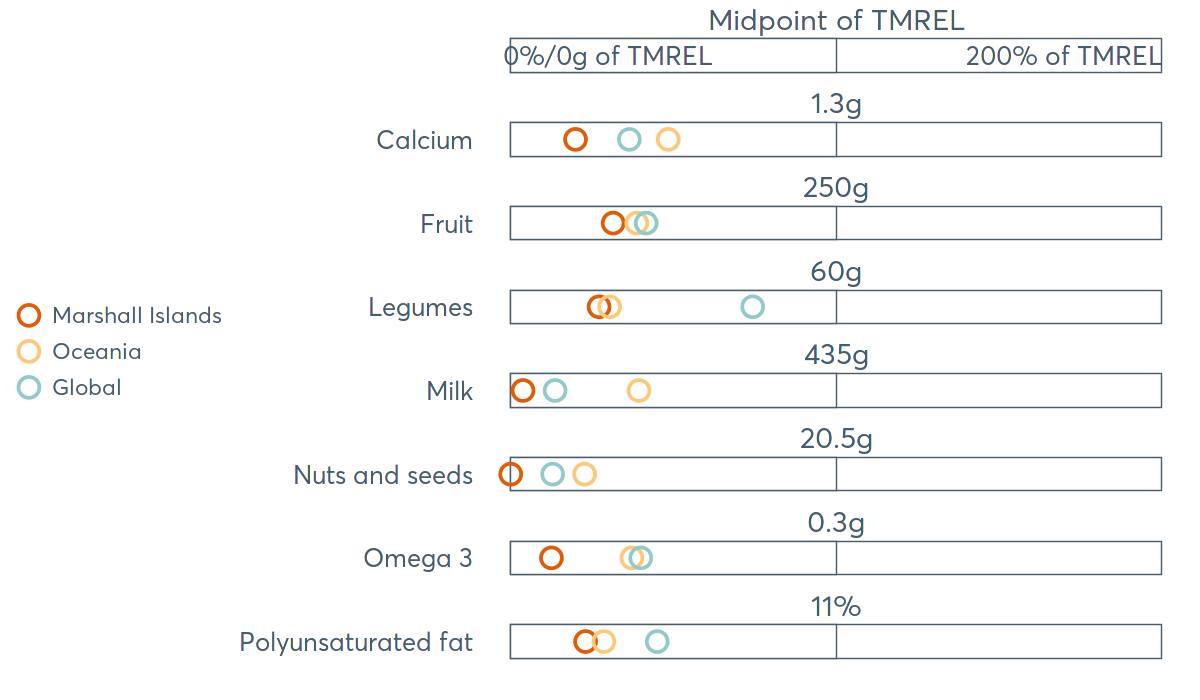 Midpoint of TMREL
0%/0g of TMREL
200% of TMREL
1.3g
Calcium
250g
Fruit
60g
Legumes
435g
Milk
20.5g
Nuts and seeds
0.3g
Omega 3
11%
Polyunsaturated fat
Marshall Islands
Oceania
Global